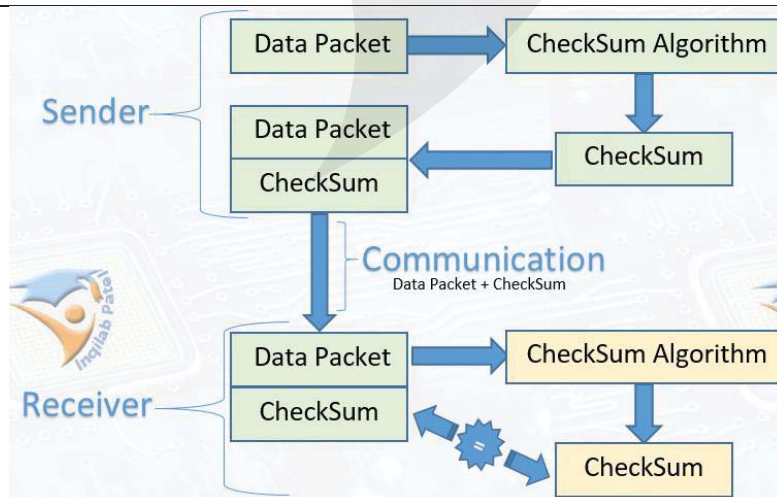 Data Packet
CheckSum Algorithm
Sender
Data Packet
CheckSum
CheckSum
Communication
Data Packet + CheckSum
Inqilab Patel
Data Packet
CheckSum Algorithm
Receiver
CheckSum
=
CheckSum